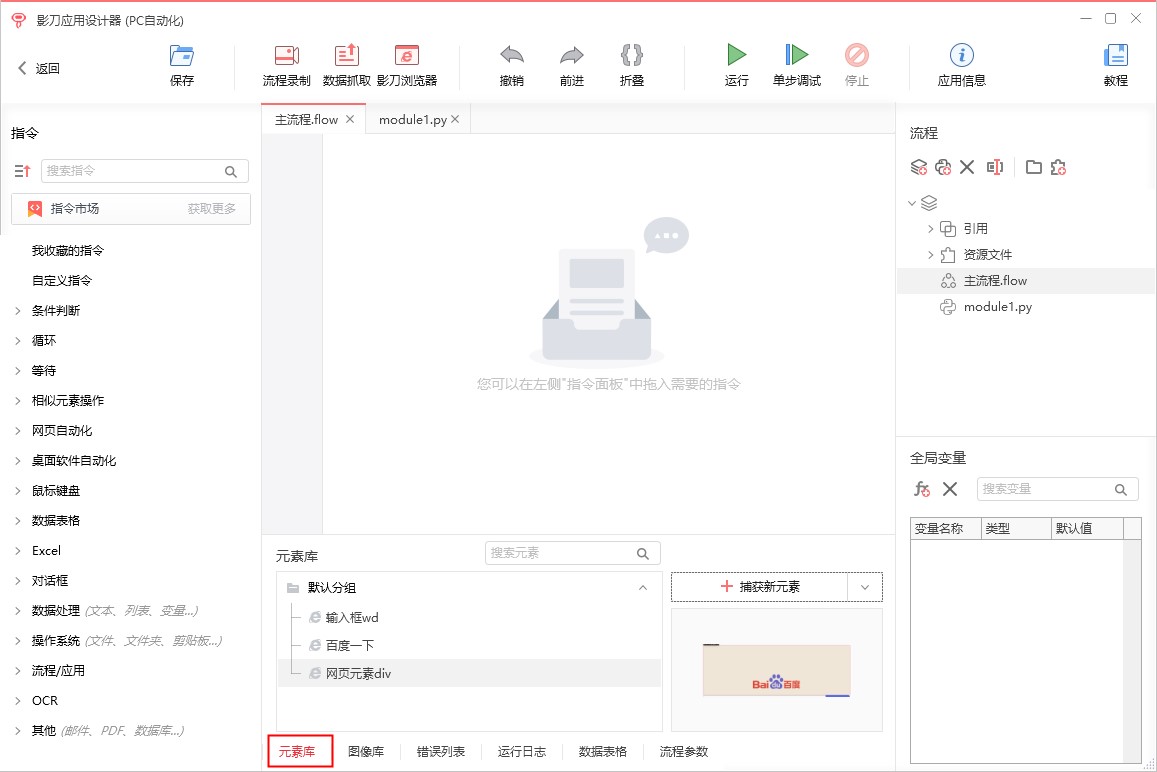 影刀应用设计器 (PC自动化)
返回
保存
流程录制
数据抓取
影刀浏览器
撤销
前进
折叠
运行
单步调试
停止
应用信息
教程
指令
搜索指令
指令市场
获取更多
我收藏的指令
自定义指令
条件判断
循环
等待
相似元素操作
网页自动化
桌面软件自动化
鼠标键盘
数据表格
Excel
对话框
数据处理 (文本、列表、变量...)
操作系统 (文件、文件夹、剪贴板...)
流程/应用
OCR
其他 (邮件、PDF、数据库...)
主流程.flow
module1.py
您可以在左侧"指令面板"中拖入需要的指令
元素库
搜索元素
默认分组
输入框wd
百度一下
网页元素div
捕获新元素
Bai du 百度
元素库
图像库
错误列表
运行日志
数据表格
流程参数
流程
引用
资源文件
主流程.flow
module1.py
全局变量
搜索变量
变量名称
类型
默认值